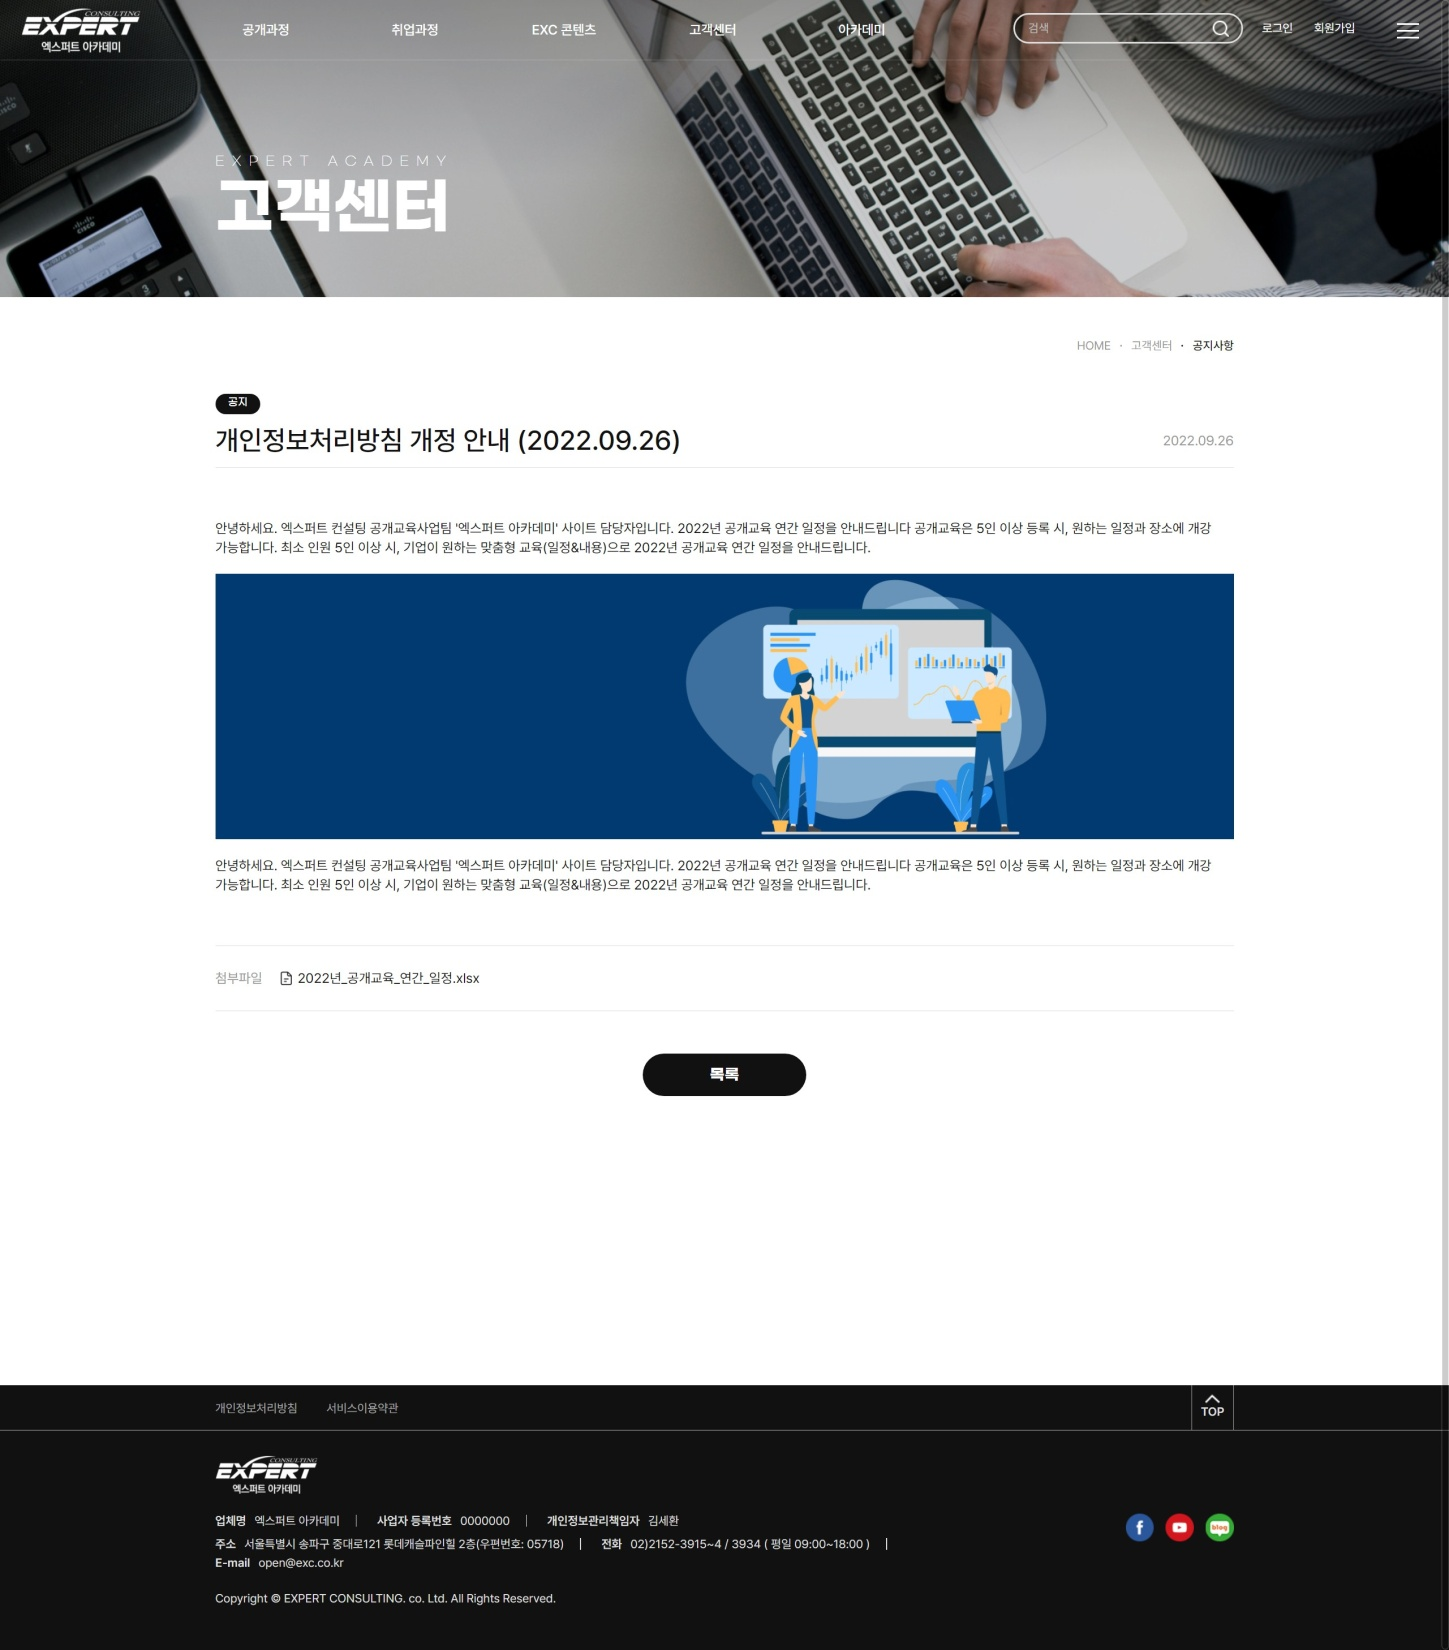 CONSULTING
EXPERT
엑스퍼트 아카데미
공개과정
취업과정
EXC 콘텐츠
고객센터
아카데미
검색
로그인
회원가입
EXPERT ACADEMY
고객센터
HOME · 고객센터 · 공지사항
공지
개인정보처리방침 개정 안내 (2022.09.26)
2022.09.26
안녕하세요. 엑스퍼트 컨설팅 공개교육사업팀 '엑스퍼트 아카데미' 사이트 담당자입니다. 2022년 공개교육 연간 일정을 안내드립니다 공개교육은 5인 이상 등록 시, 원하는 일정과 장소에 개강
가능합니다. 최소 인원 5인 이상 시, 기업이 원하는 맞춤형 교육(일정&내용)으로 2022년 공개교육 연간 일정을 안내드립니다.
안녕하세요. 엑스퍼트 컨설팅 공개교육사업팀 '엑스퍼트 아카데미' 사이트 담당자입니다. 2022년 공개교육 연간 일정을 안내드립니다 공개교육은 5인 이상 등록 시, 원하는 일정과 장소에 개강
가능합니다. 최소 인원 5인 이상 시, 기업이 원하는 맞춤형 교육(일정&내용)으로 2022년 공개교육 연간 일정을 안내드립니다.
첨부파일 2022년_공개교육_연간_일정.xlsx
목록
개인정보처리방침 서비스이용약관
TOP
CONSULTING
EXPERT
엑스퍼트 아카데미
업체명 엑스퍼트 아카데미 | 사업자 등록번호 0000000 | 개인정보관리책임자 김세환
주소 서울특별시 송파구 중대로121 롯데캐슬파인힐 2층(우편번호: 05718) | 전화 02)2152-3915~4 / 3934 ( 평일 09:00~18:00 ) |
E-mail open@exc.co.kr
blog
Copyright © EXPERT CONSULTING. co. Ltd. All Rights Reserved.